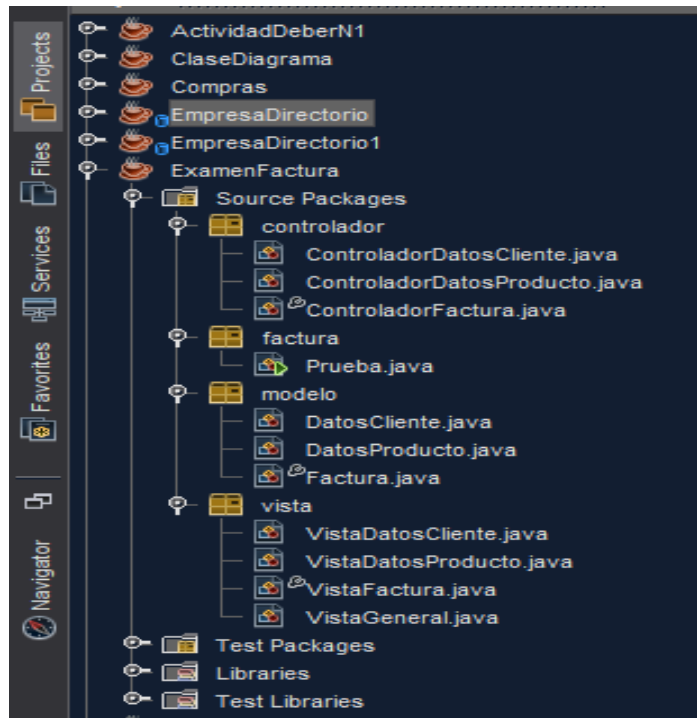 Projects
Files
Services
Favorites
Navigator
ActividadDeberN1
ClaseDiagrama
Compras
EmpresaDirectorio
EmpresaDirectorio1
ExamenFactura
Source Packages
controlador
ControladorDatosCliente.java
ControladorDatosProducto.java
ControladorFactura.java
factura
Prueba.java
modelo
DatosCliente.java
DatosProducto.java
Factura.java
vista
VistaDatosCliente.java
VistaDatosProducto.java
VistaFactura.java
VistaGeneral.java
Test Packages
Libraries
Test Libraries